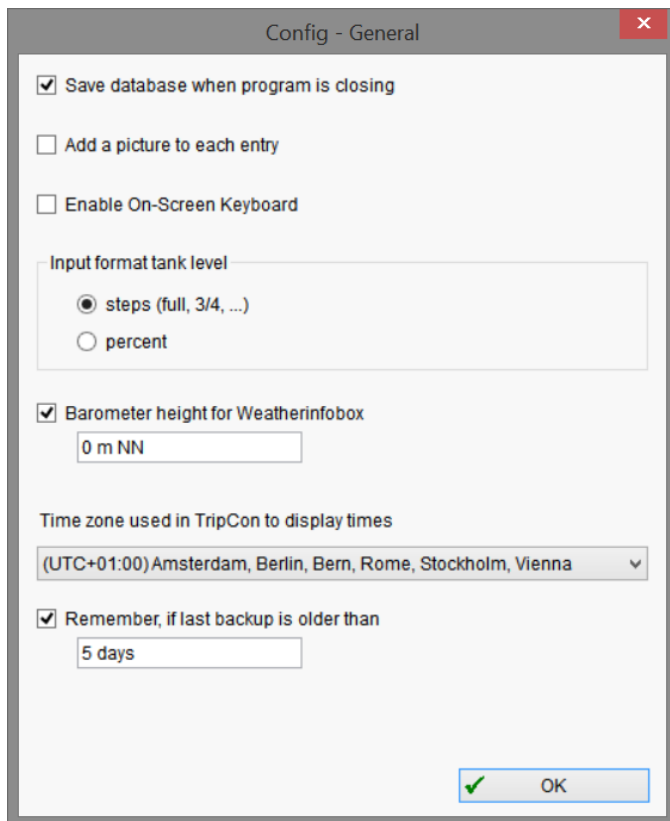 Config - General
Save database when program is closing
Add a picture to each entry
Enable On-Screen Keyboard
Input format tank level
steps (full, 3/4, ...)
percent
Barometer height for Weatherinfobox
0 m NN
Time zone used in TripCon to display times
(UTC+01:00) Amsterdam, Berlin, Bern, Rome, Stockholm, Vienna
Remember, if last backup is older than
5 days
OK